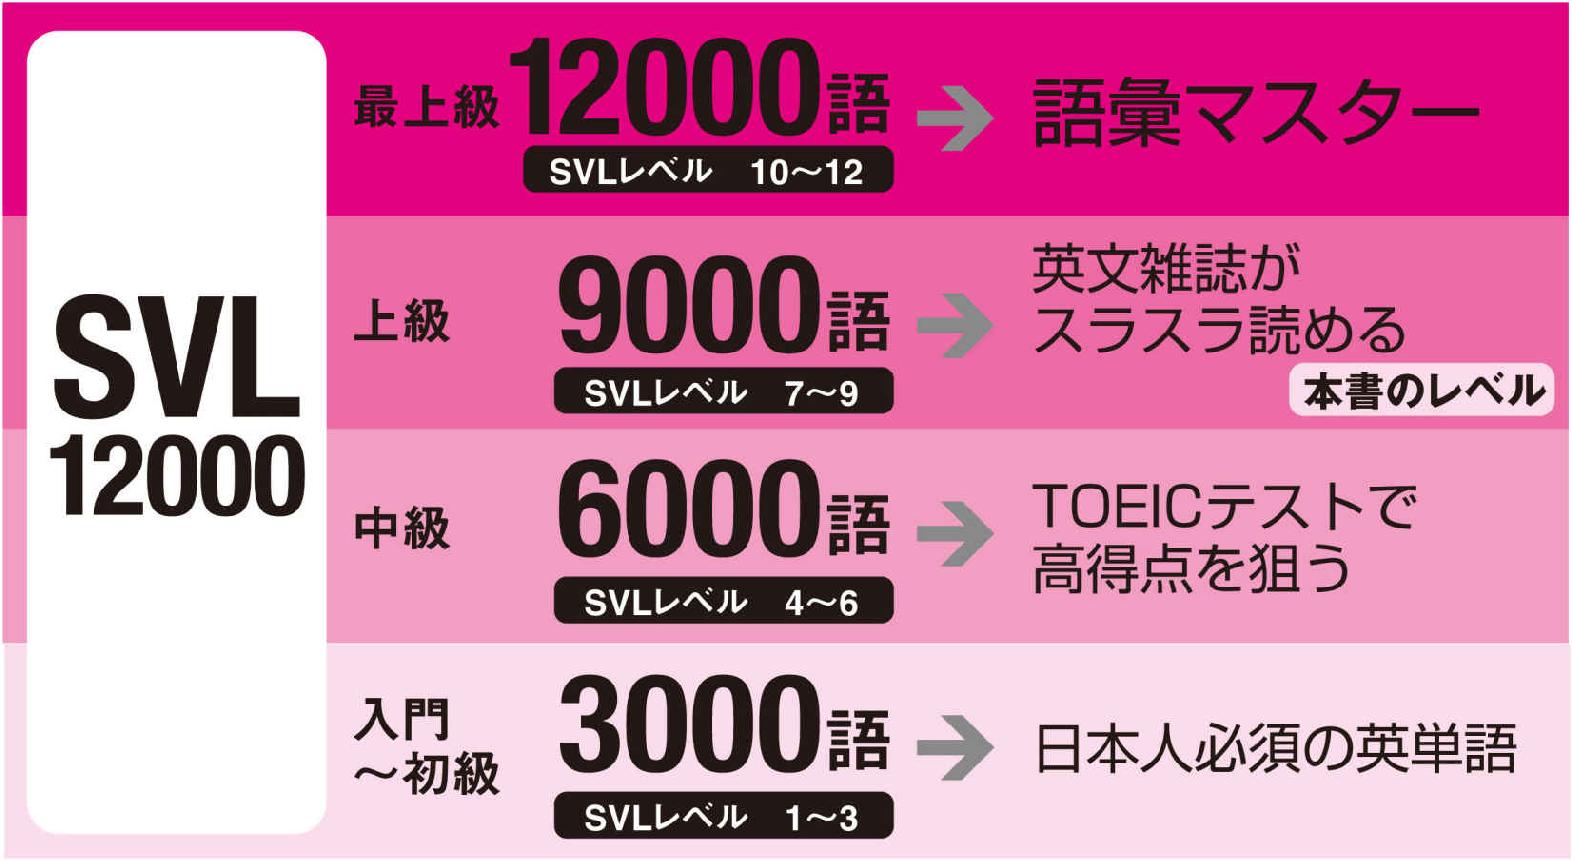 SVL
12000
最上級 12000語 → 語彙マスター
SVLレベル 10〜12
上級 9000語 → 英文雑誌が
スラスラ読める
SVLレベル 7〜9
本書のレベル
中級 6000語 → TOEICテストで
高得点を狙う
SVLレベル 4〜6
入門
〜初級 3000語 → 日本人必須の英単語
SVLレベル 1〜3